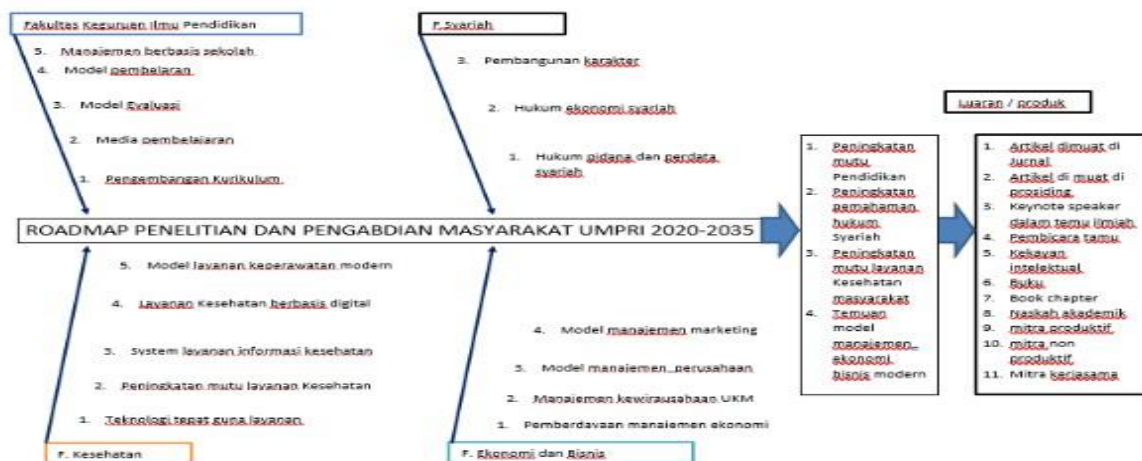 Fakultas Keguruan Ilmu Pendidikan
5. Manajemen berbasis sekolah
4. Model pembelaran
3. Model Evaluasi
2. Media pembelajaran
1. Pengembangan Kurikulum
F.Syariah
3. Pembangunan karakter
2. Hukum ekonomi syariah
1. Hukum pidana dan perdata
syariah
ROADMAP PENELITIAN DAN PENGABDIAN MASYARAKAT UMPRI 2020-2035
5. Model layanan keperawatan modern
4. Layanan Kesehatan berbasis digital
3. System layanan informasi kesehatan
2. Peningkatan mutu layanan Kesehatan
1. Teknologi tepat guna layanan
F. Kesehatan
4. Model manajemen marketing
3. Model manajemen perusahaan
2. Manajemen kewirausahaan UKM
1. Pemberdayaan manajemen ekonomi
F. Ekonomi dan Bisnis
1. Peningkatan
mutu
Pendidikan
2. Peningkatan
pemahaman
hukum
Syariah
3. Peningkatan
mutu layanan
Kesehatan
masyarakat
4. Temuan
model
manajemen
ekonomi
bisnis modern
Luaran / produk
1. Artikel dimuat di
Jurnal
2. Artikel di muat di
prosiding
3. Keynote speaker
dalam temu ilmiah
4. Pembicara tamu
5. Kekayan
intelektual
6. Buku
7. Book chapter
8. Naskah akademik
9. mitra produktif
10. mitra non
produktif
11. Mitra kerjasama